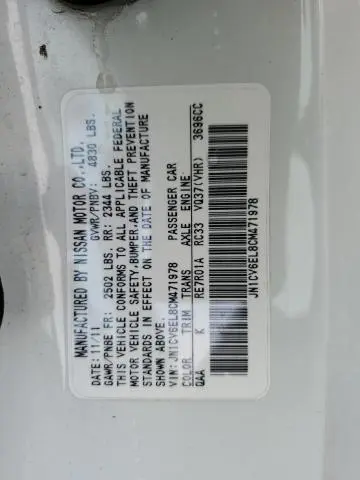 MANUFACTURED BY NISSAN MOTOR CO.,LTD.
DATE: 11/11 GVWR/PNBV: 4830 LBS.
GAWR/PNBE FR: 2502 LBS. RR: 2344 LBS.
THIS VEHICLE CONFORMS TO ALL APPLICABLE FEDERAL
MOTOR VEHICLE SAFETY,BUMPER,AND THEFT PREVENTION
STANDARDS IN EFFECT ON THE DATE OF MANUFACTURE
SHOWN ABOVE.
VIN:JN1CV6EL8CM471978 PASSENGER CAR
COLOR TRIM TRANS AXLE ENGINE
QAA K RE7R01A RC33 VQ37(VHR) 3696CC
JN1CV6EL8CM471978